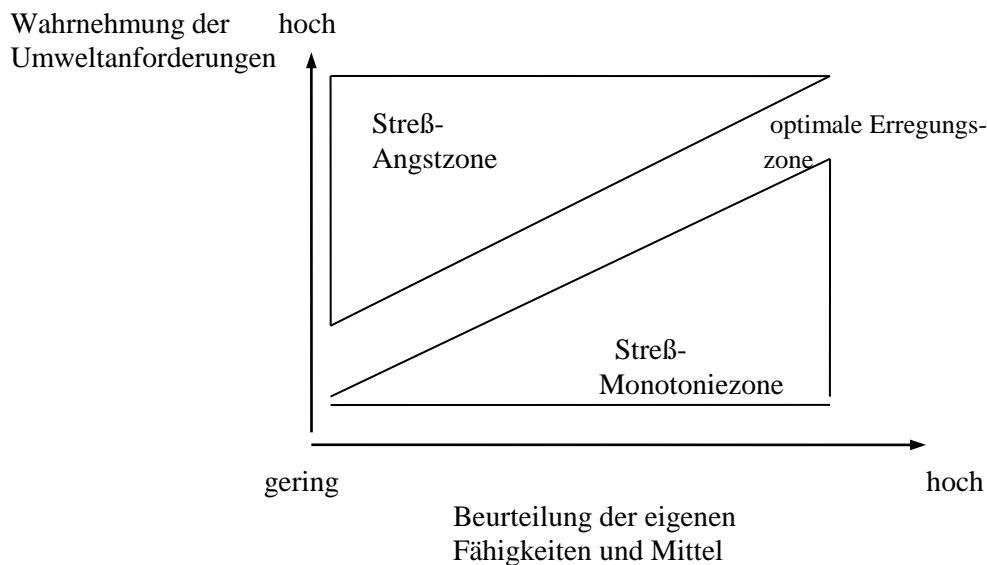 Wahrnehmung der hoch
Umweltanforderungen
Streß-
Angstzone
optimale Erregungs-
zone
Streß-
Monotoniezone
gering hoch
Beurteilung der eigenen
Fähigkeiten und Mittel